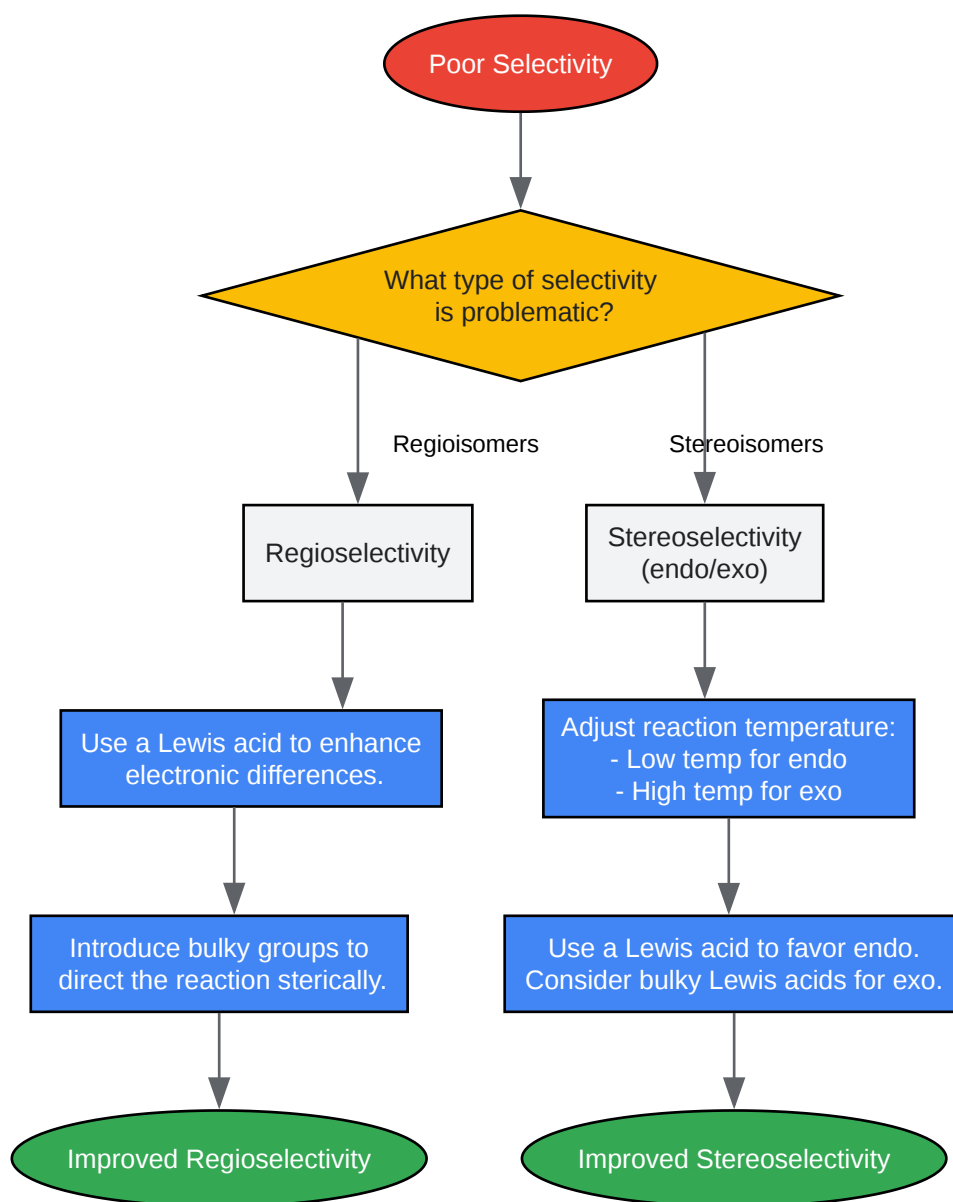 Poor Selectivity
What type of selectivity
is problematic?
Regioisomers
Stereoisomers
Regioselectivity
Stereoselectivity
(endo/exo)
Use a Lewis acid to enhance
electronic differences.
Adjust reaction temperature:
- Low temp for endo
- High temp for exo
Introduce bulky groups to
direct the reaction sterically.
Use a Lewis acid to favor endo.
Consider bulky Lewis acids for exo.
Improved Regioselectivity
Improved Stereoselectivity